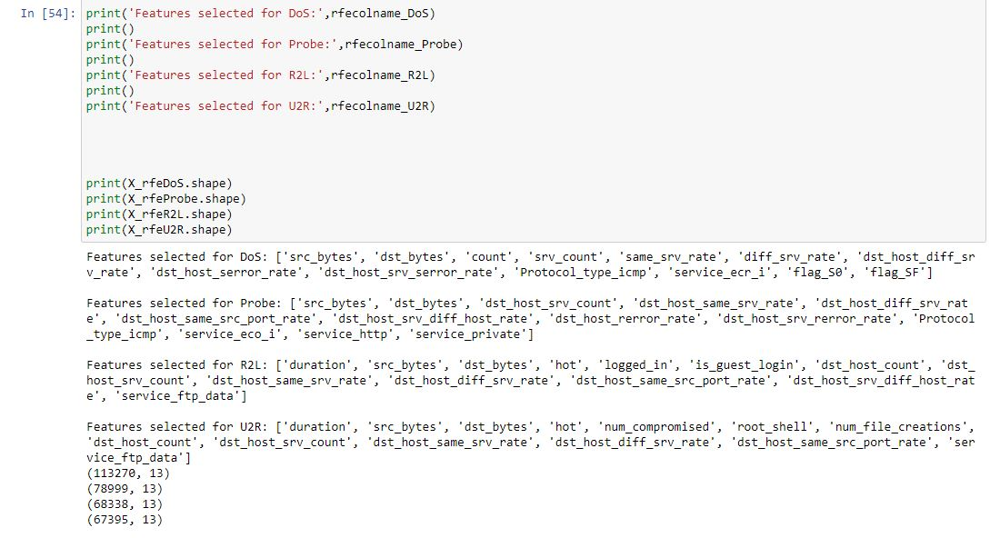 In [54]: print('Features selected for DoS:',rfecolname_DoS)
print()
print('Features selected for Probe:',rfecolname_Probe)
print()
print('Features selected for R2L:',rfecolname_R2L)
print()
print('Features selected for U2R:',rfecolname_U2R)
print(X_rfeDoS.shape)
print(X_rfeProbe.shape)
print(X_rfeR2L.shape)
print(X_rfeU2R.shape)
Features selected for DoS: ['src_bytes', 'dst_bytes', 'count', 'srv_count', 'same_srv_rate', 'diff_srv_rate', 'dst_host_diff_sr
v_rate', 'dst_host_serror_rate', 'dst_host_srv_serror_rate', 'Protocol_type_icmp', 'service_ecr_i', 'flag_S0', 'flag_SF']
Features selected for Probe: ['src_bytes', 'dst_bytes', 'dst_host_srv_count', 'dst_host_same_srv_rate', 'dst_host_diff_srv_rat
e', 'dst_host_same_src_port_rate', 'dst_host_srv_diff_host_rate', 'dst_host_rerror_rate', 'dst_host_srv_rerror_rate', 'Protocol
_type_icmp', 'service_eco_i', 'service_http', 'service_private']
Features selected for R2L: ['duration', 'src_bytes', 'dst_bytes', 'hot', 'logged_in', 'is_guest_login', 'dst_host_count', 'dst_
host_srv_count', 'dst_host_same_srv_rate', 'dst_host_diff_srv_rate', 'dst_host_same_src_port_rate', 'dst_host_srv_diff_host_rat
e', 'service_ftp_data']
Features selected for U2R: ['duration', 'src_bytes', 'dst_bytes', 'hot', 'num_compromised', 'root_shell', 'num_file_creations',
'dst_host_count', 'dst_host_srv_count', 'dst_host_same_srv_rate', 'dst_host_diff_srv_rate', 'dst_host_same_src_port_rate', 'ser
vice_ftp_data']
(113270, 13)
(78999, 13)
(68338, 13)
(67395, 13)